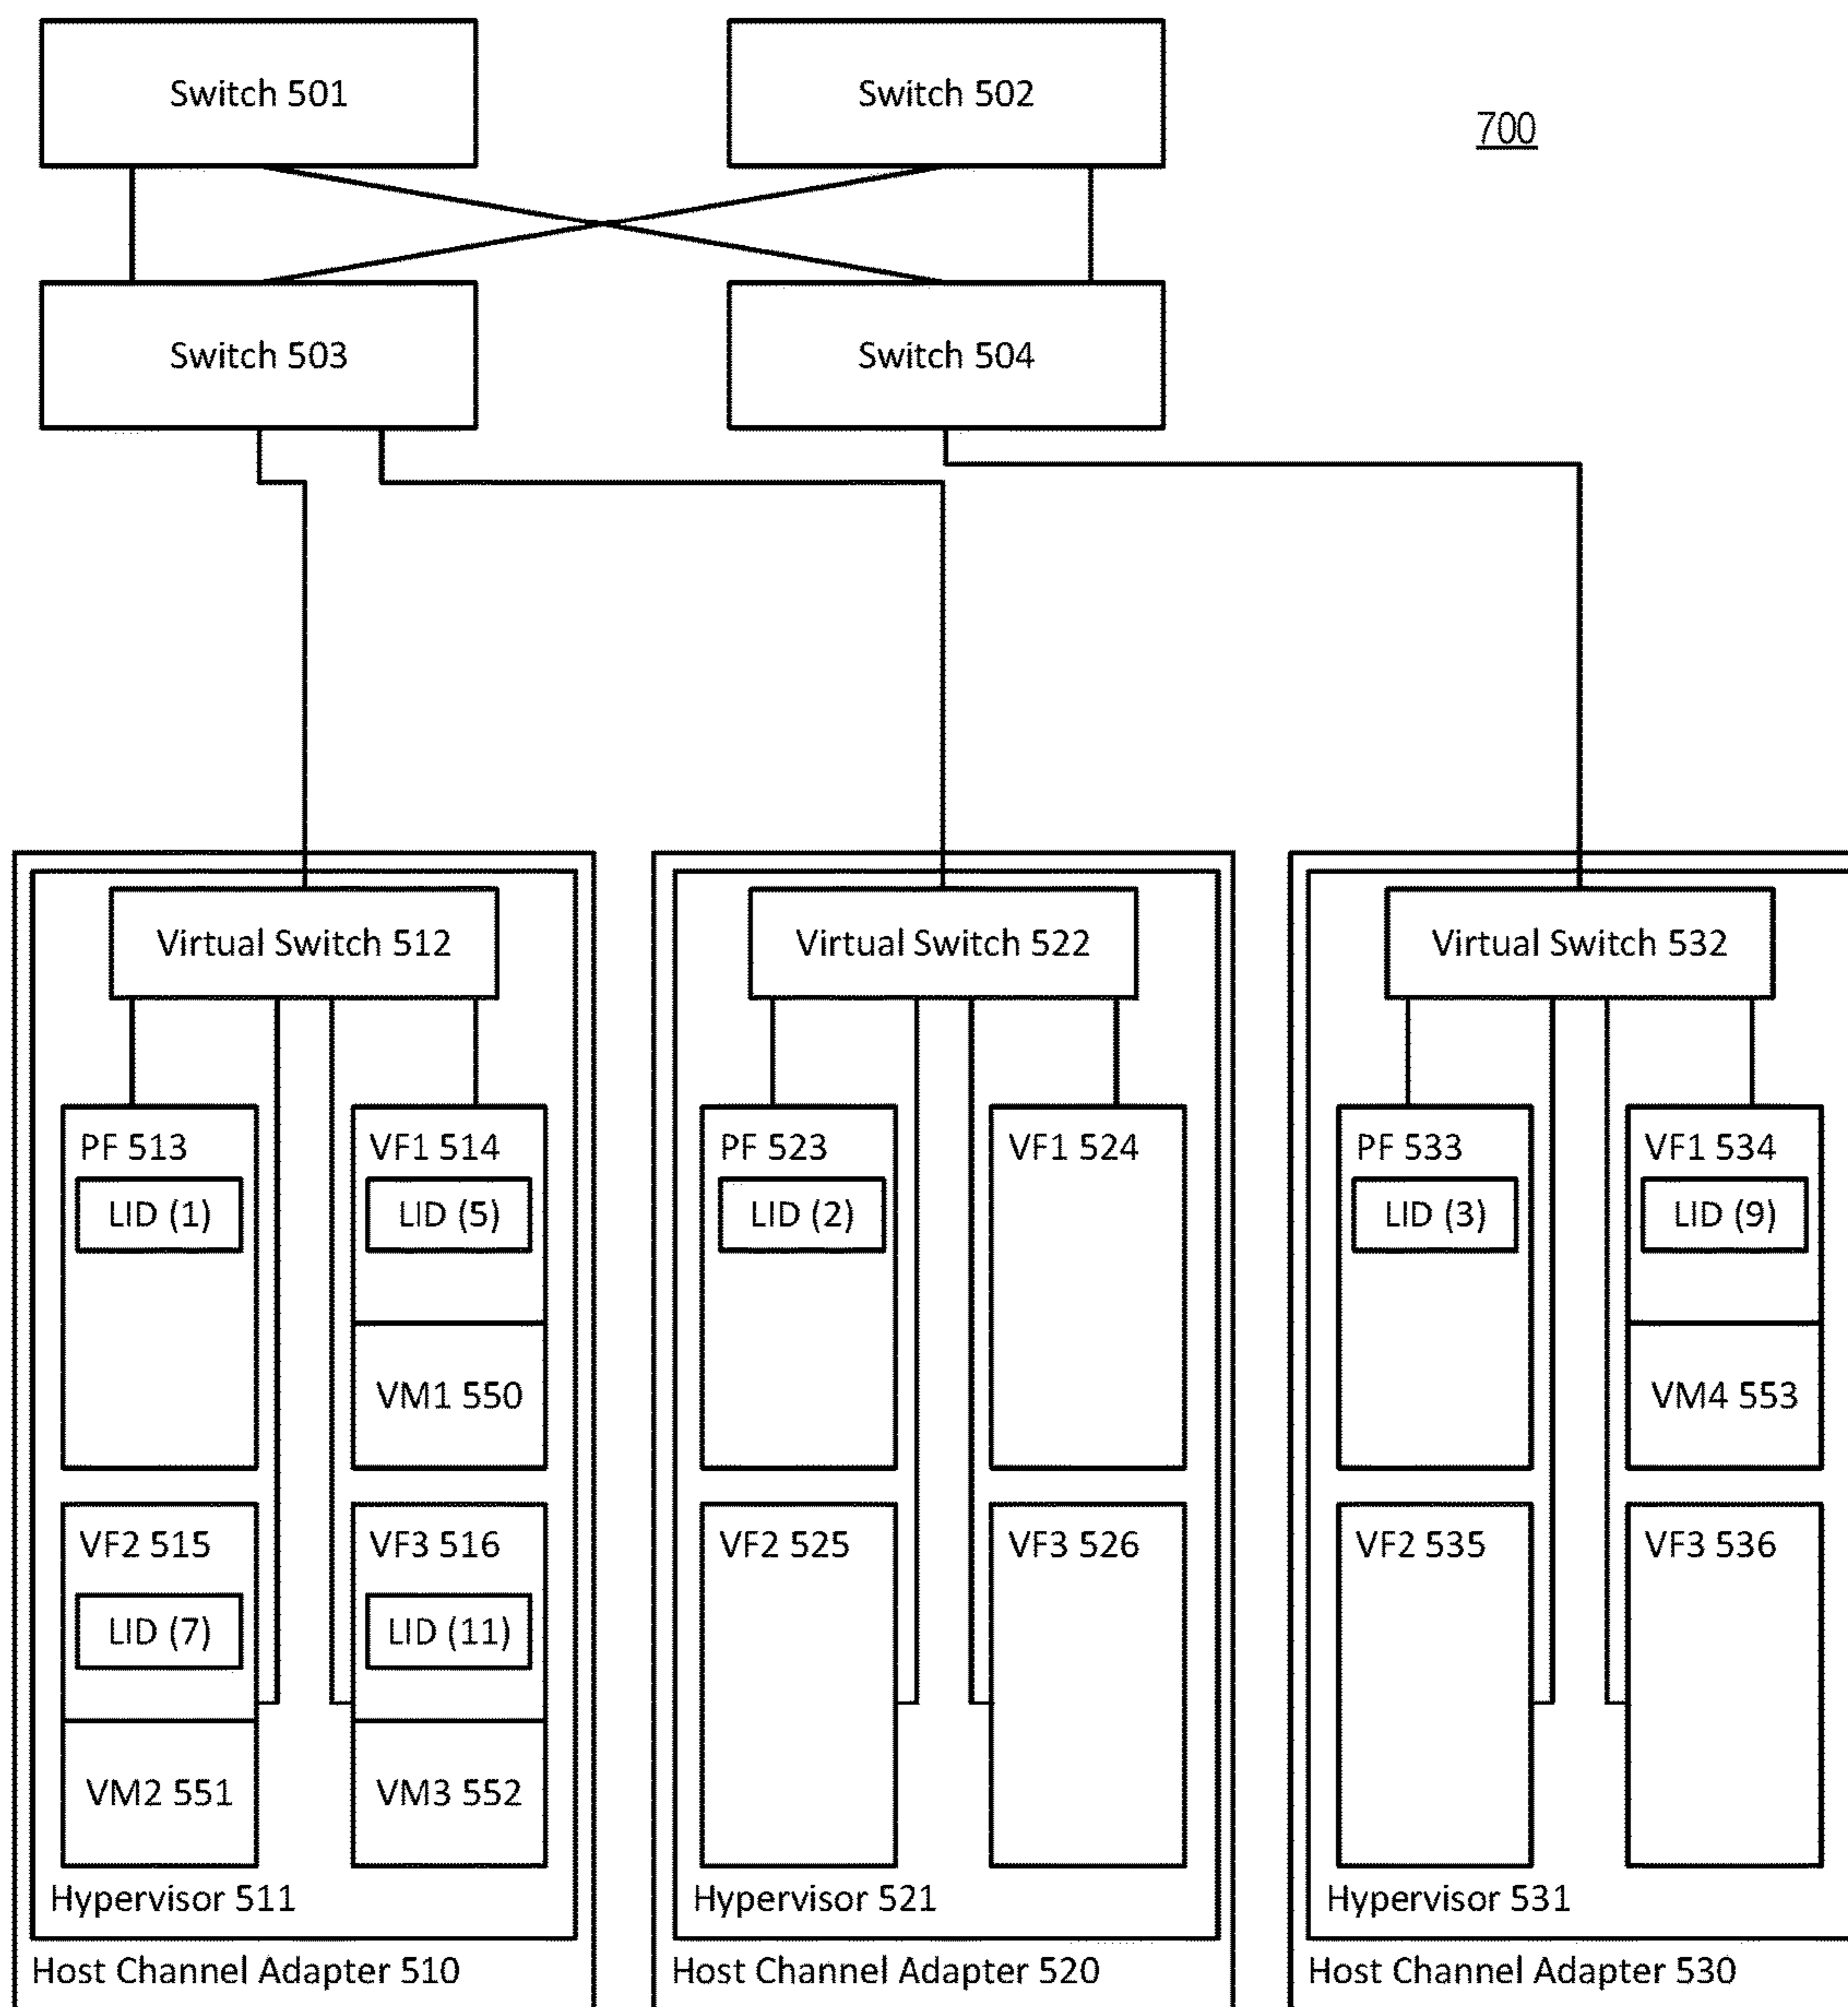 Switch 501
Switch 502
700
Switch 503
Switch 504
Virtual Switch 512
Virtual Switch 522
Virtual Switch 532
PF 513
LID (1)
VF1 514
LID (5)
VM1 550
PF 523
LID (2)
VF1 524
PF 533
LID (3)
VF1 534
LID (9)
VM4 553
VF2 515
LID (7)
VM2 551
VF3 516
LID (11)
VM3 552
VF2 525
VF3 526
VF2 535
VF3 536
Hypervisor 511
Hypervisor 521
Hypervisor 531
Host Channel Adapter 510
Host Channel Adapter 520
Host Channel Adapter 530